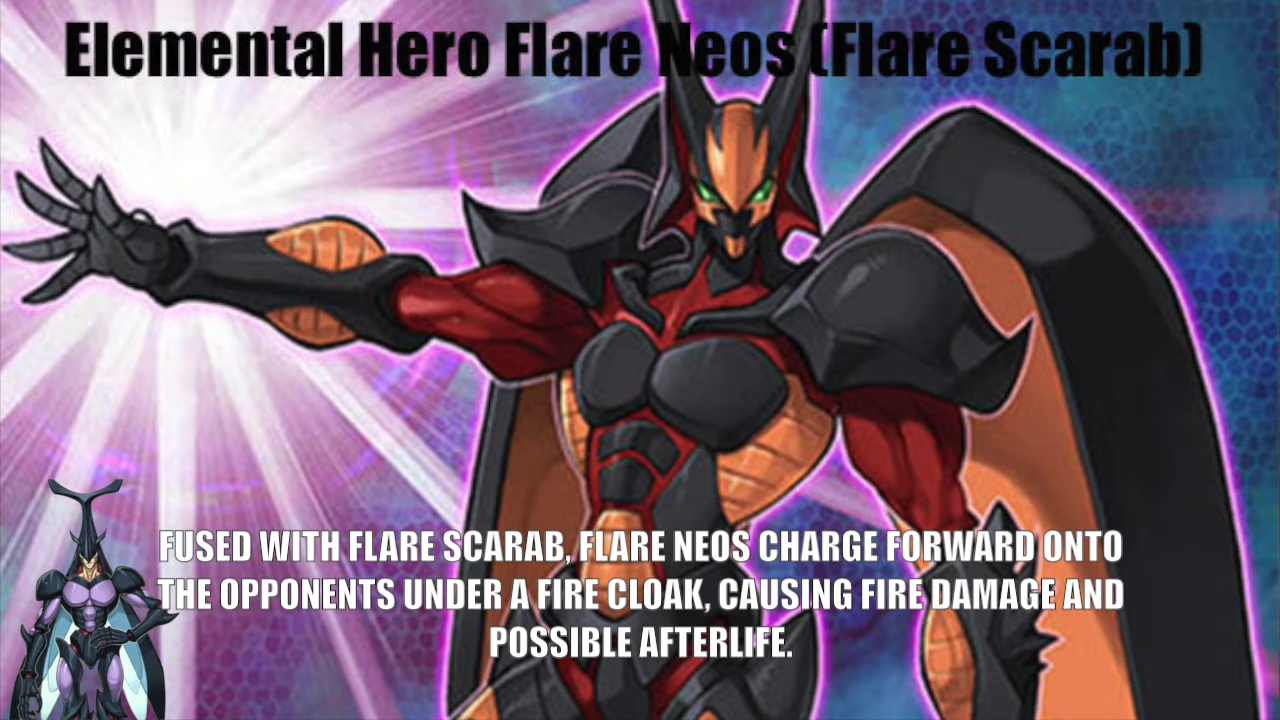 Elemental Hero Flare Neos (Flare Scarab)
FUSED WITH FLARE SCARAB, FLARE NEOS CHARGE FORWARD ONTO
THE OPPONENTS UNDER A FIRE CLOAK, CAUSING FIRE DAMAGE AND
POSSIBLE AFTERLIFE.